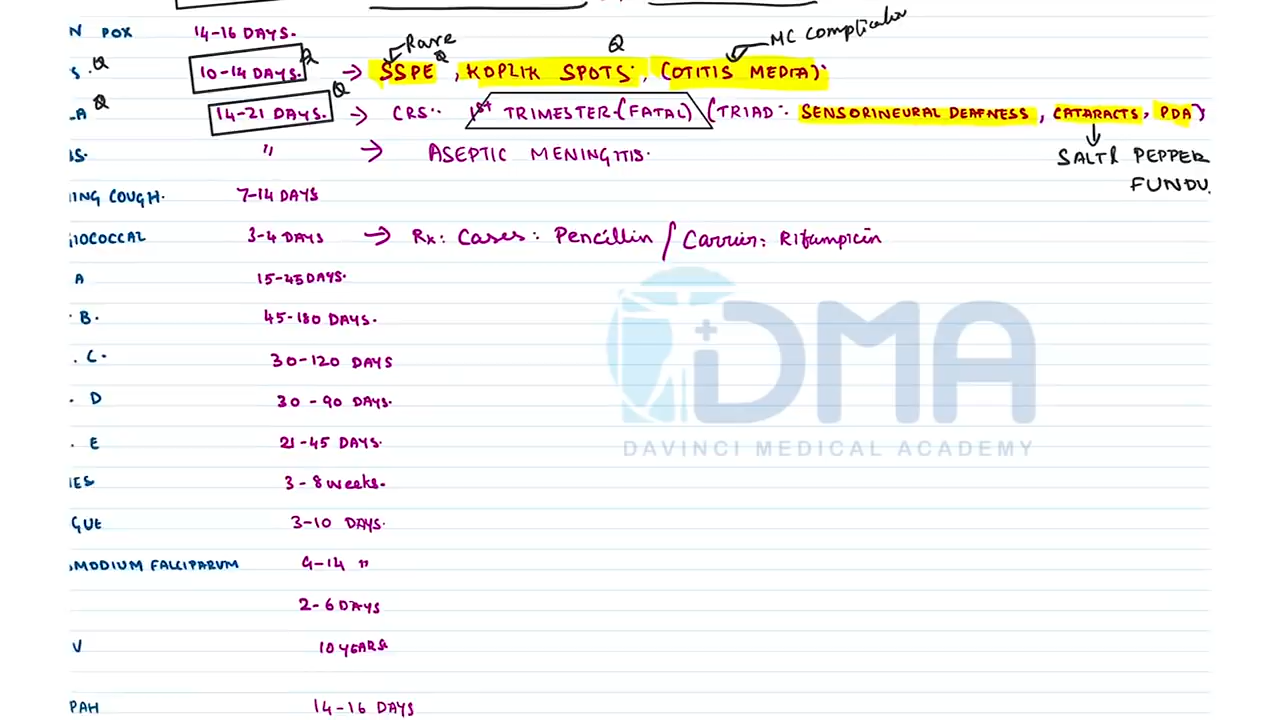 Rare Q MC Complication
N POX 14-16 DAYS.
S. Q 10-14 DAYS. Q → SSPE Q, KOPLIK SPOTS., (OTITIS MEDIA).
LA Q 14-21 DAYS. Q → CRS: 1st TRIMESTER-(FATAL) (TRIAD: SENSORINEURAL DEAFNESS, CATARACTS, PDA)
S. " → ASEPTIC MENINGITIS. SALT & PEPPER
FUNDU.
ING COUGH. 7-14 DAYS
GIOCOCCAL 3-4 DAYS → Rx: Cases: Pencillin / Carrier: Rifampicin
A 15-45 DAYS.
B. 45-180 DAYS.
. C. 30-120 DAYS
. D 30-90 DAYS.
. E 21-45 DAYS.
IES 3-8 weeks.
GUE 3-10 DAYS.
SMODIUM FALCIPARUM 9-14 "
2-6 DAYS
V 10 YEARS
PAH 14-16 DAYS
DMA
DAVINCI MEDICAL ACADEMY